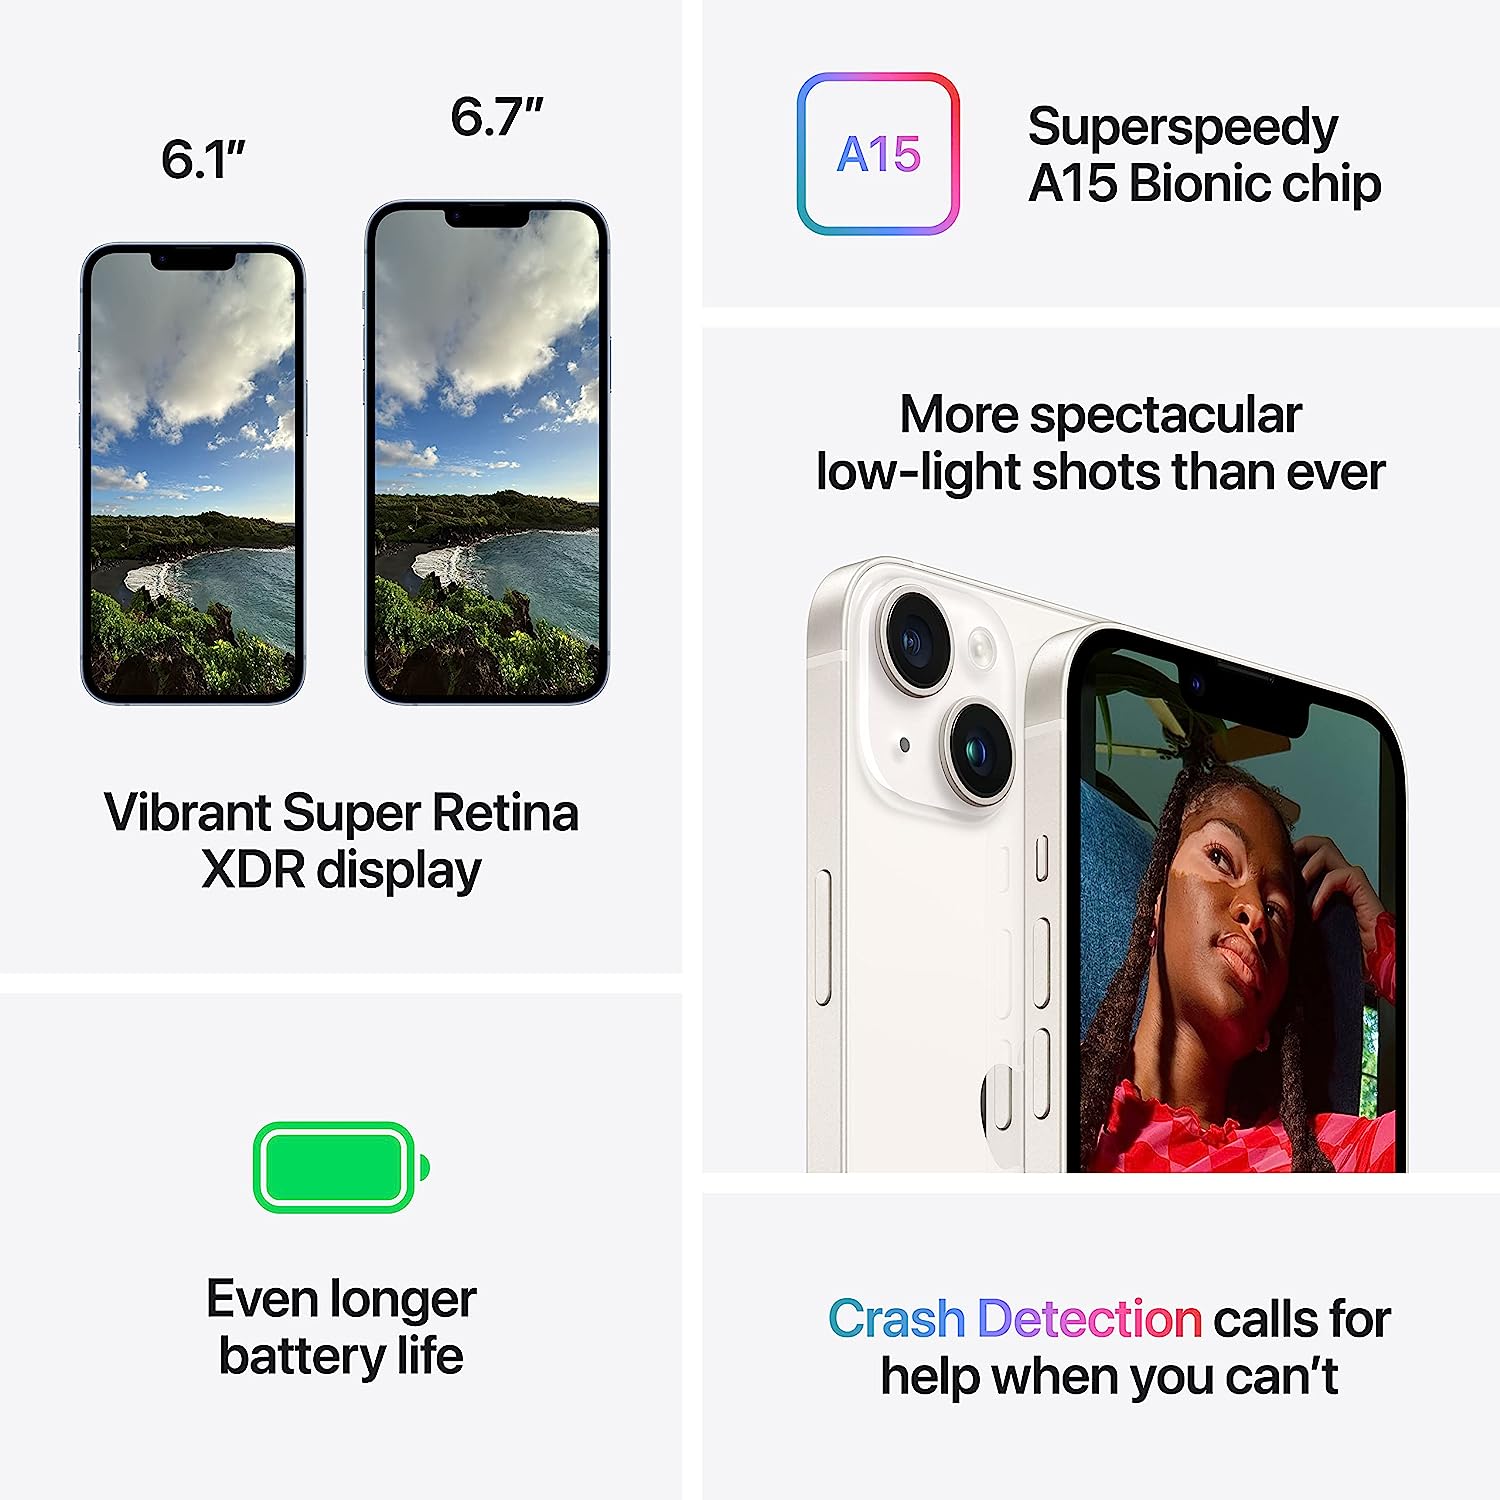 6.1″
6.7″
Vibrant Super Retina
XDR display
A15
Superspeedy
A15 Bionic chip
More spectacular
low-light shots than ever
Even longer
battery life
Crash Detection calls for
help when you can’t